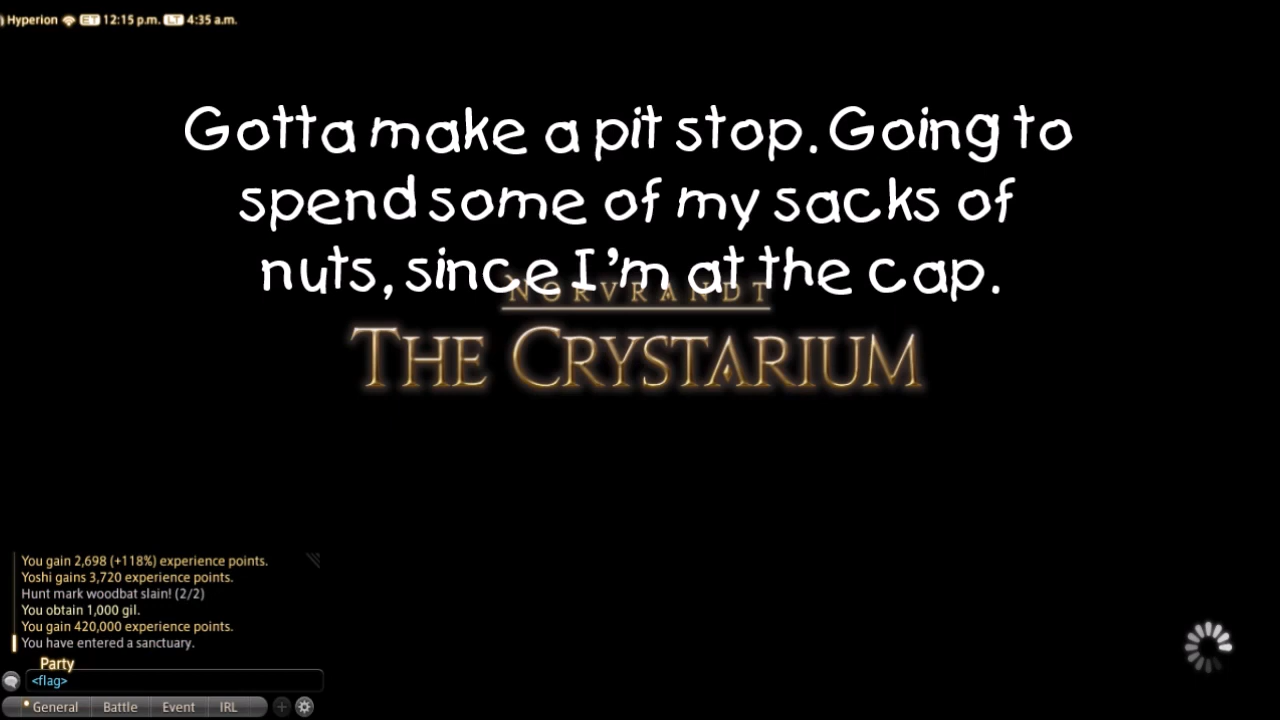 Hyperion ET 12:15 p.m. LT 4:35 a.m.
Gotta make a pit stop. Going to
spend some of my sacks of
nuts, since I'm at the cap.
NORVRANDT
THE CRYSTARIUM
You gain 2,698 (+118%) experience points.
Yoshi gains 3,720 experience points.
Hunt mark woodbat slain! (2/2)
You obtain 1,000 gil.
You gain 420,000 experience points.
You have entered a sanctuary.
Party
<flag>
General Battle Event IRL